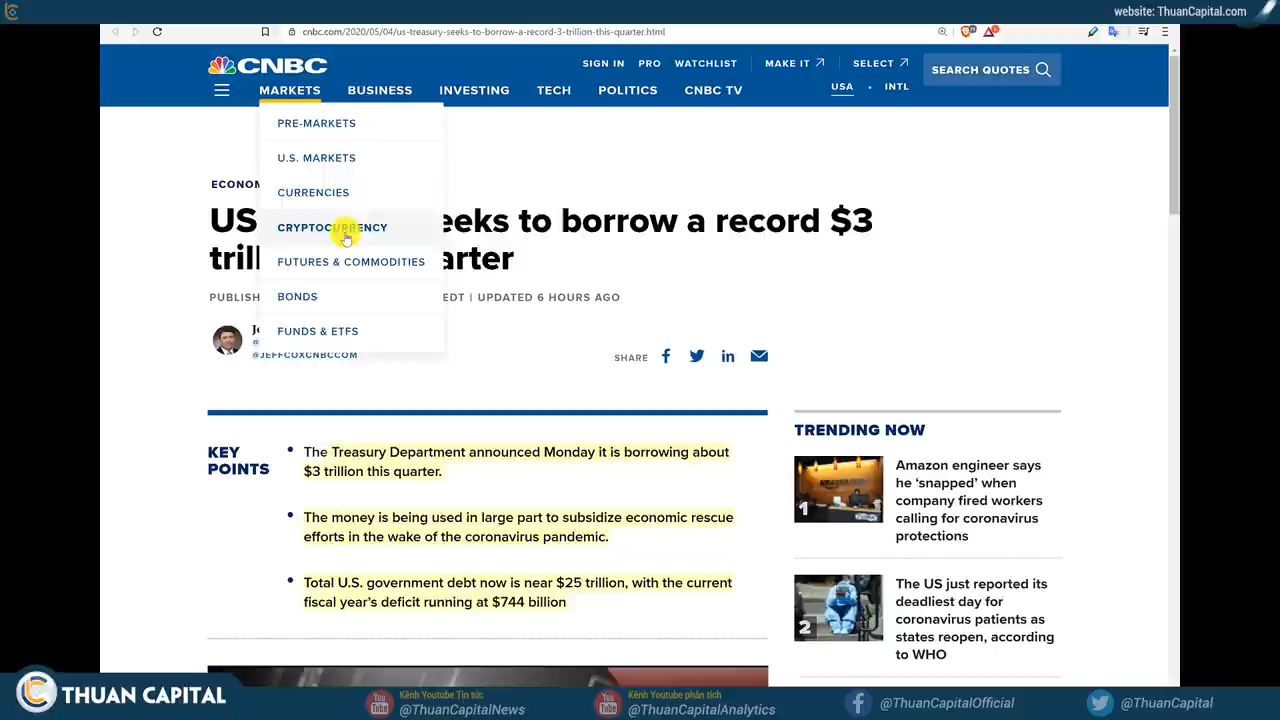 website: ThuanCapital.com
cnbc.com/2020/05/04/us-treasury-seeks-to-borrow-a-record-3-trillion-this-quarter.html
CNBC
SIGN IN PRO WATCHLIST MAKE IT SELECT
SEARCH QUOTES
USA • INTL
MARKETS BUSINESS INVESTING TECH POLITICS CNBC TV
PRE-MARKETS
U.S. MARKETS
CURRENCIES
CRYPTOCURRENCY
FUTURES & COMMODITIES
BONDS
FUNDS & ETFS
ECONOM
US eeks to borrow a record $3
tril arter
PUBLISH EDT | UPDATED 6 HOURS AGO
@JEFFCOXCNBCCOM
SHARE
KEY
POINTS
• The Treasury Department announced Monday it is borrowing about
$3 trillion this quarter.
• The money is being used in large part to subsidize economic rescue
efforts in the wake of the coronavirus pandemic.
• Total U.S. government debt now is near $25 trillion, with the current
fiscal year's deficit running at $744 billion
TRENDING NOW
1
Amazon engineer says
he ‘snapped’ when
company fired workers
calling for coronavirus
protections
2
The US just reported its
deadliest day for
coronavirus patients as
states reopen, according
to WHO
THUAN CAPITAL
Kênh Youtube Tin tức:
@ThuanCapitalNews
Kênh Youtube phân tích
@ThuanCapitalAnalytics
@ThuanCapitalOfficial
@ThuanCapital